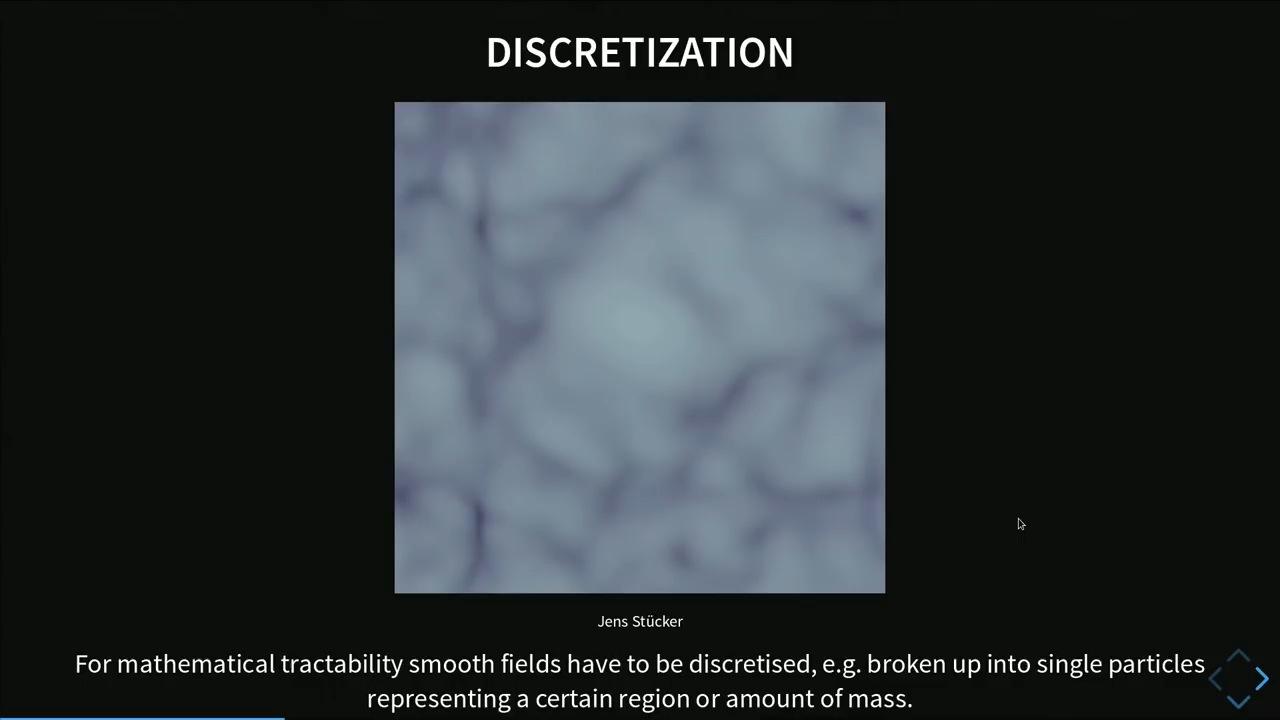 DISCRETIZATION
Jens Stücker
For mathematical tractability smooth fields have to be discretised, e.g. broken up into single particles
representing a certain region or amount of mass.